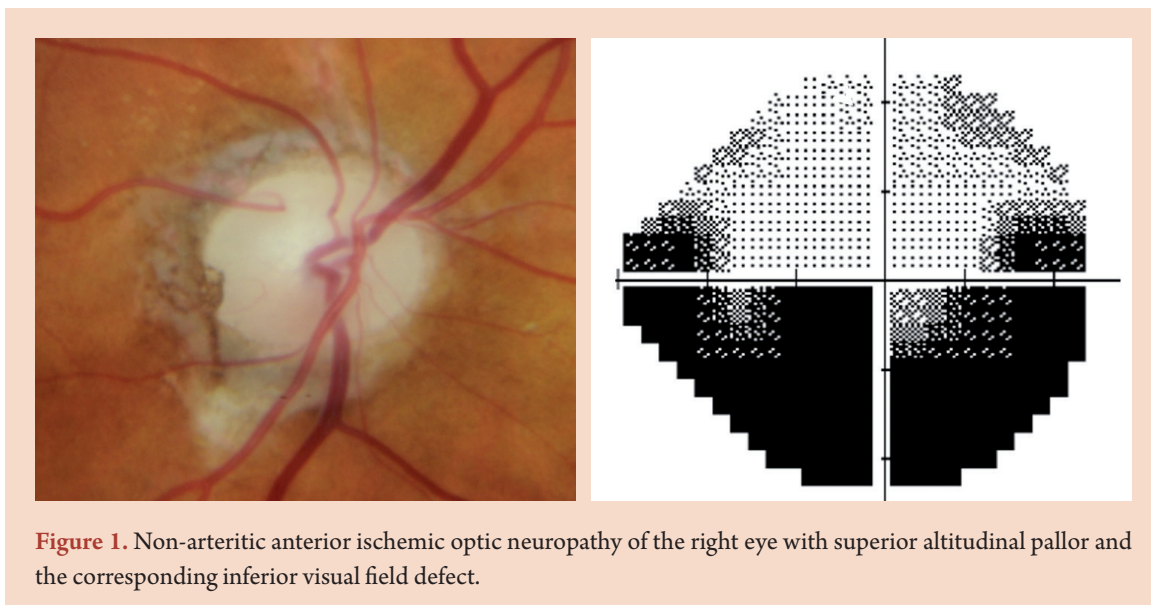 Figure 1. Non-arteritic anterior ischemic optic neuropathy of the right eye with superior altitudinal pallor and
the corresponding inferior visual field defect.